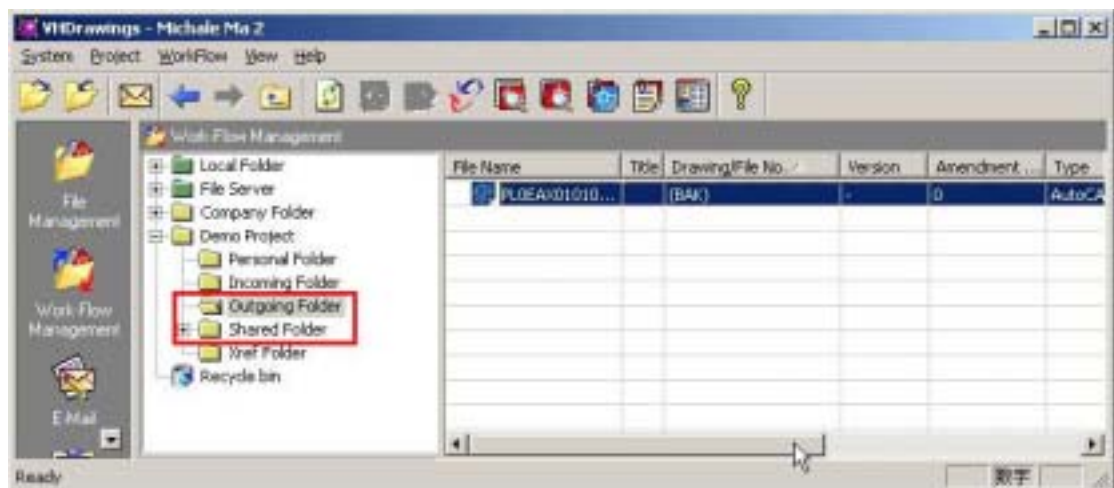 VHDrawings - Michale Ma 2
System Project WorkFlow View Help
Work Flow Management
File Management
Work Flow Management
E-Mail
Local Folder
File Server
Company Folder
Demo Project
Personal Folder
Incoming Folder
Outgoing Folder
Shared Folder
Xref Folder
Recycle bin
File Name Title Drawing/File No. Version Amendment ... Type
PL0EAX01010... (BAK) - 0 AutoCA
Ready 数字